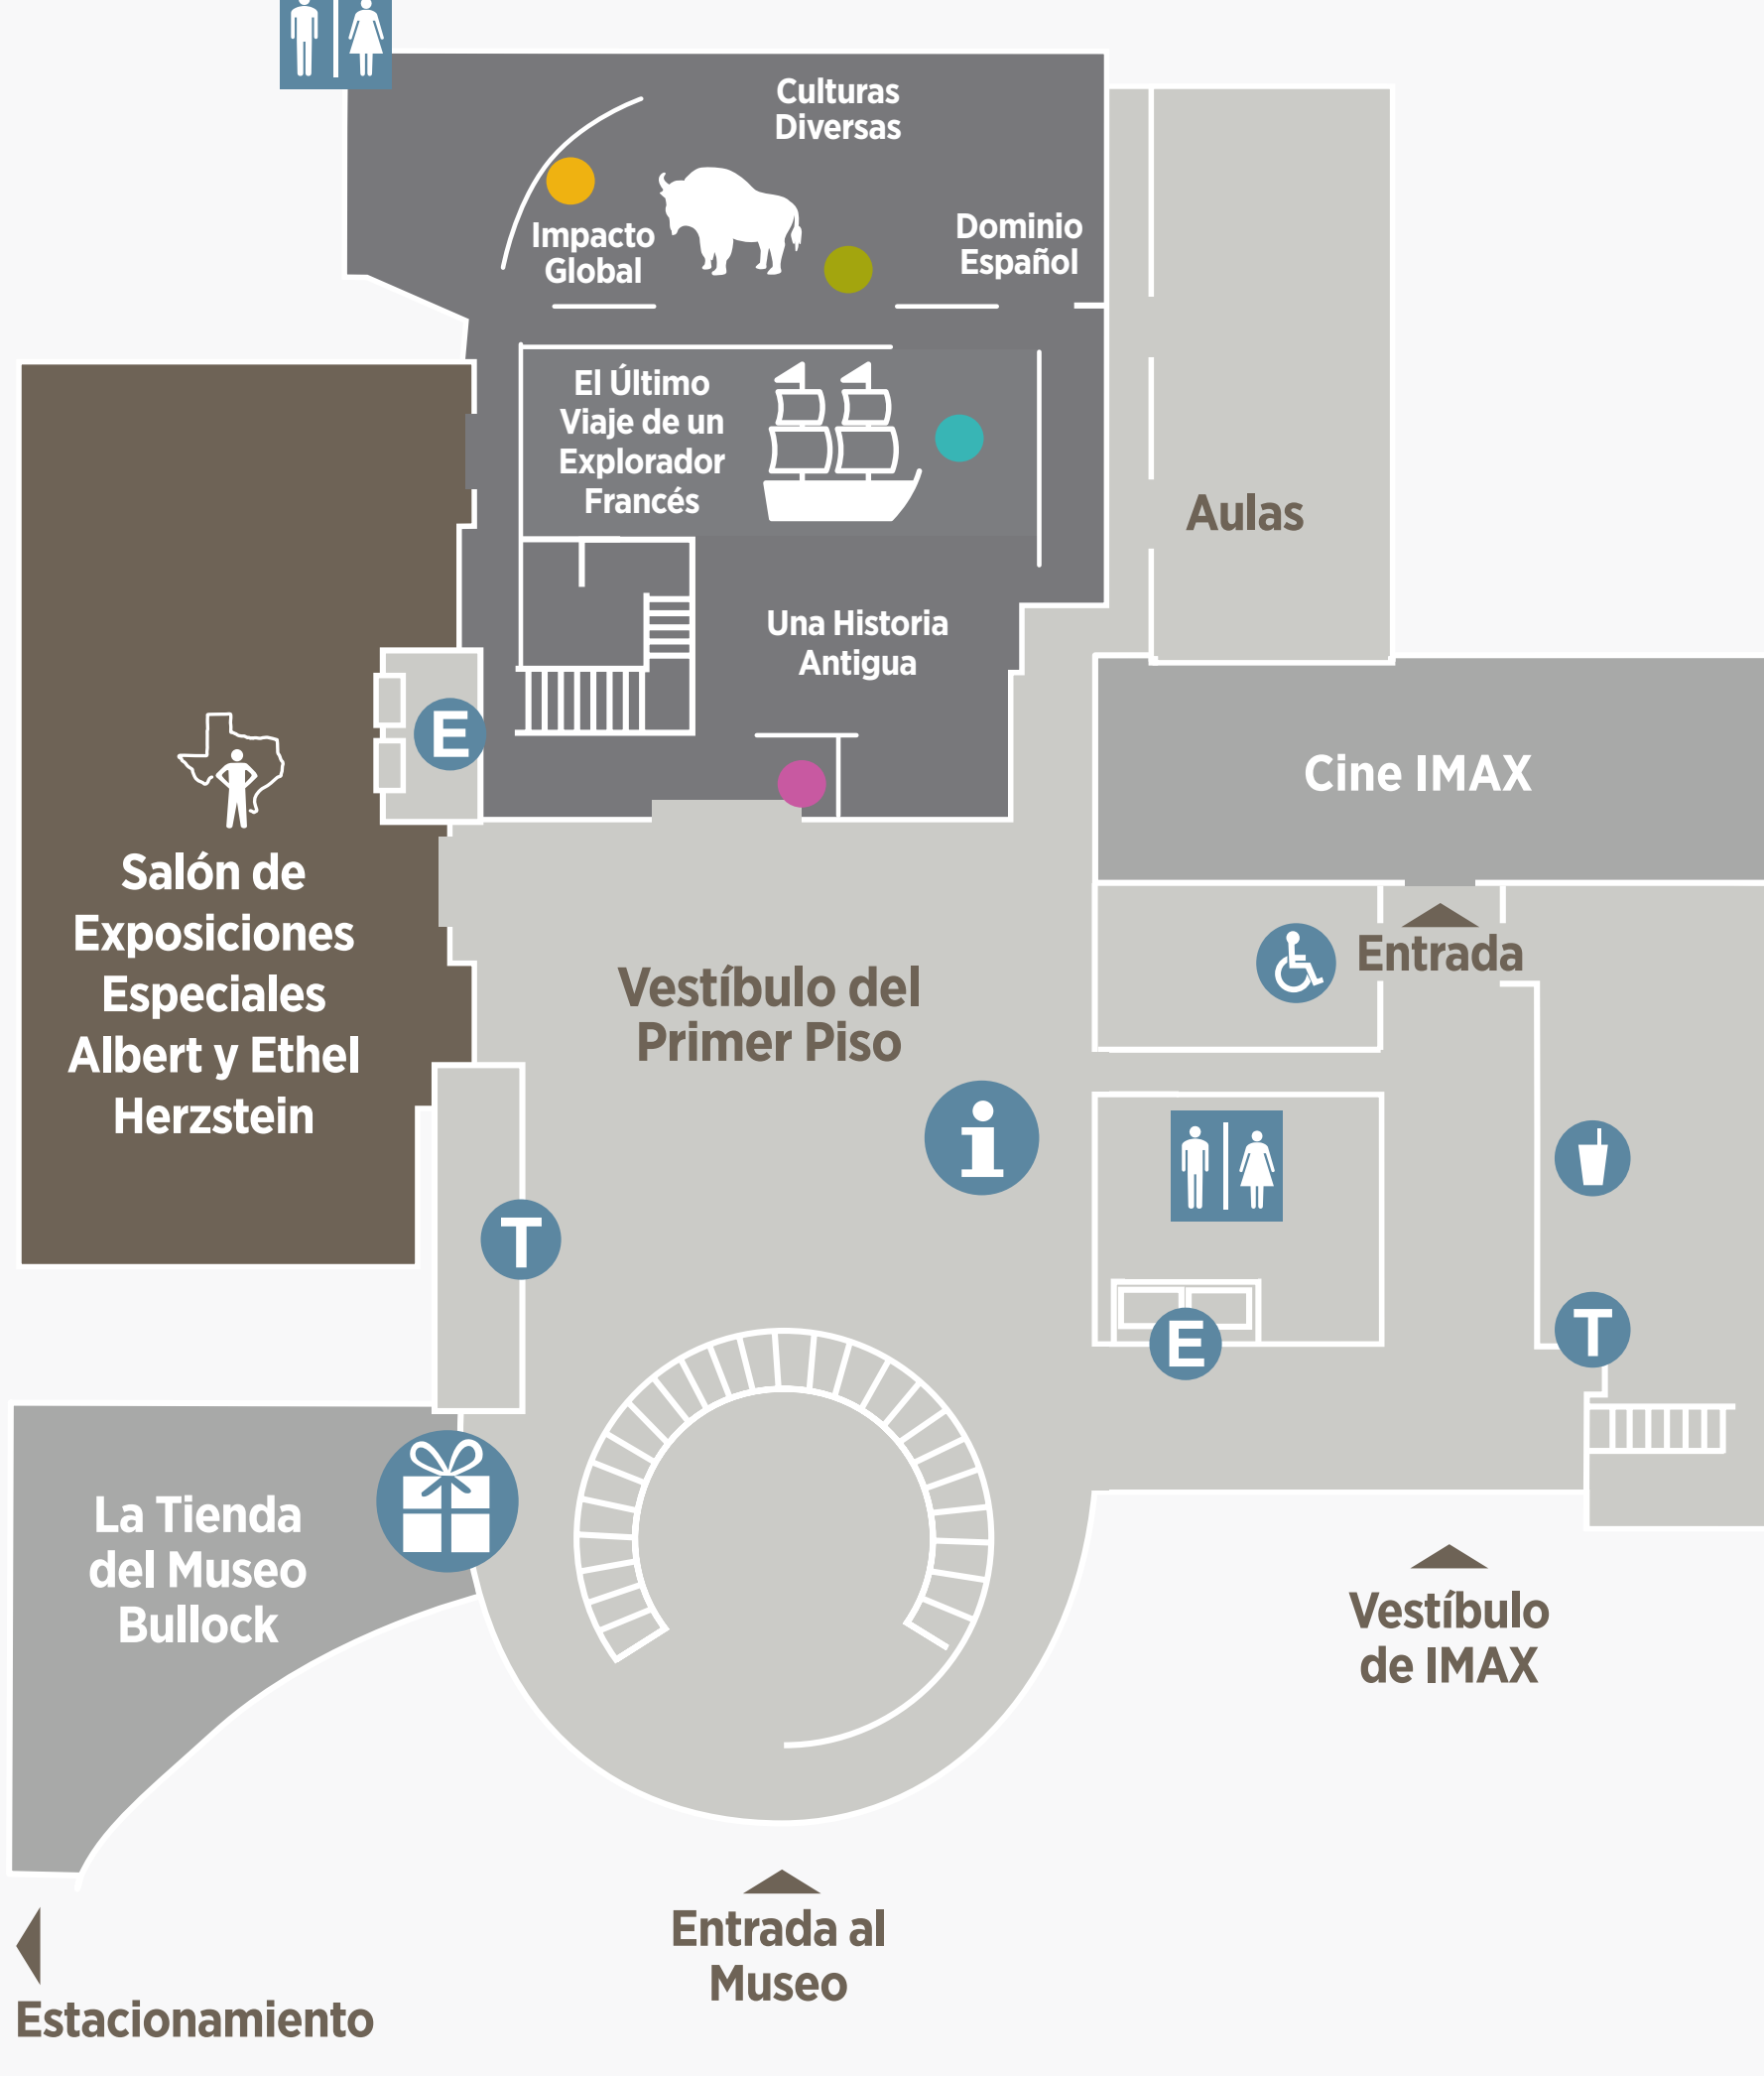 Culturas
Diversas
Impacto
Global
Dominio
Español
El Último
Viaje de un
Explorador
Francés
Aulas
Una Historia
Antigua
E
Cine IMAX
Salón de
Exposiciones
Especiales
Albert y Ethel
Herzstein
Entrada
Vestíbulo del
Primer Piso
i
T
E
T
La Tienda
del Museo
Bullock
Vestíbulo
de IMAX
Entrada al
Museo
Estacionamiento